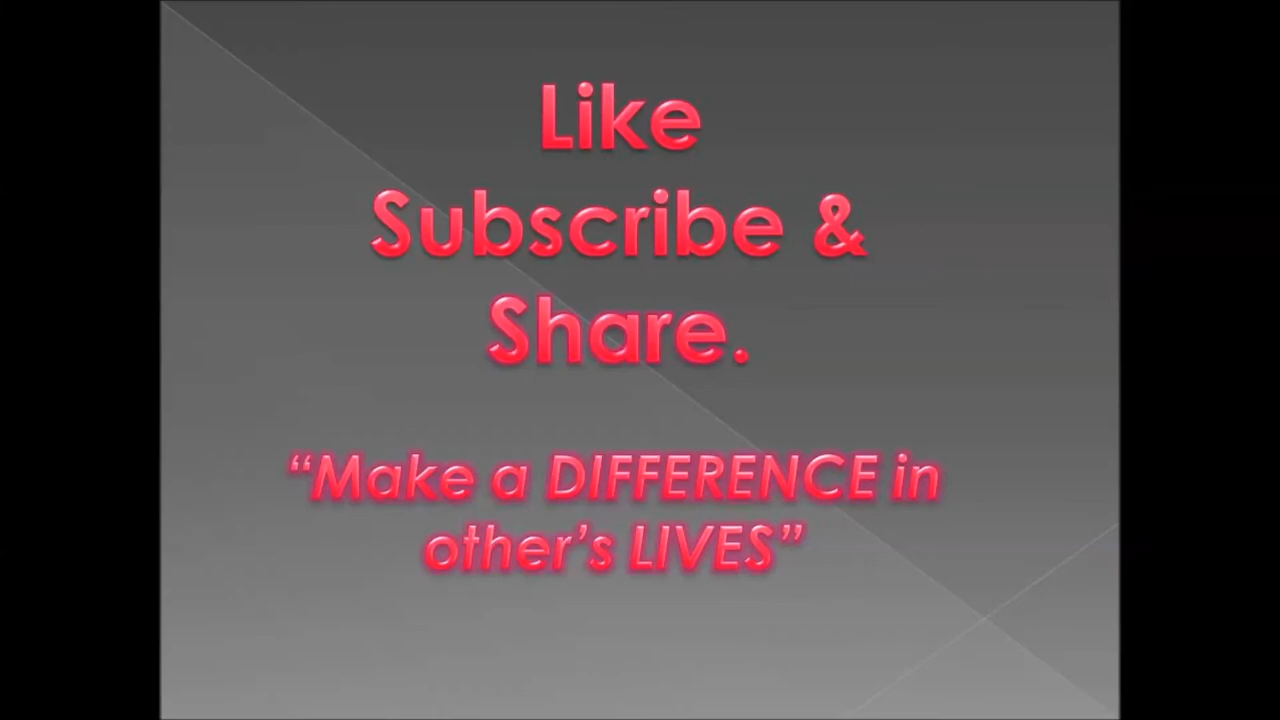 Like
Subscribe &
Share.
“Make a DIFFERENCE in
other’s LIVES”